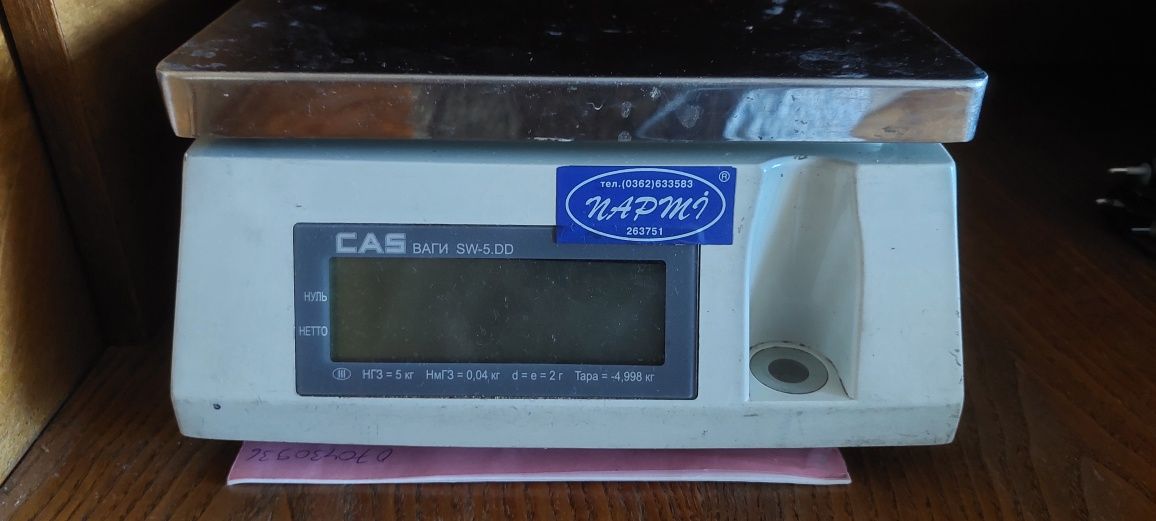 тел.(0362)633583
®
ПАРТІ
263751
CAS ВАГИ SW-5.DD
НУЛЬ
НЕТТО
III НГЗ = 5 кг НмГЗ = 0,04 кг d = e = 2 г Тара = -4,998 кг